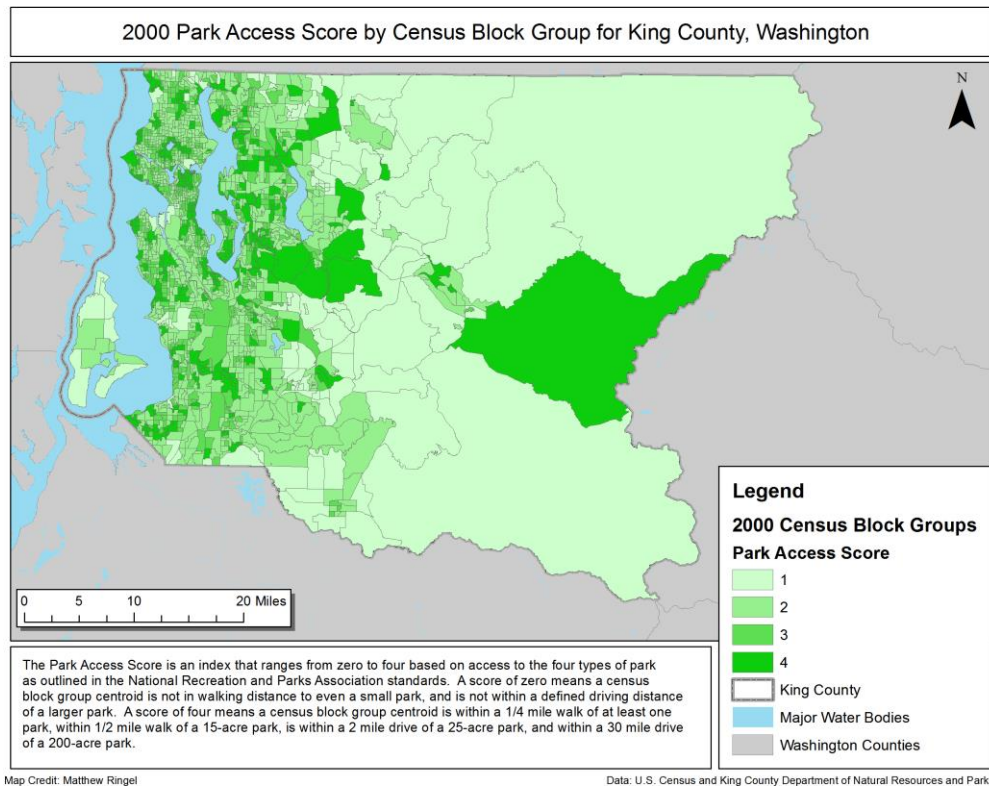 2000 Park Access Score by Census Block Group for King County, Washington
N
Legend
2000 Census Block Groups
Park Access Score
1
2
3
4
King County
Major Water Bodies
Washington Counties
0 5 10 20 Miles
The Park Access Score is an index that ranges from zero to four based on access to the four types of park
as outlined in the National Recreation and Parks Association standards. A score of zero means a census
block group centroid is not in walking distance to even a small park, and is not within a defined driving distance
of a larger park. A score of four means a census block group centroid is within a 1/4 mile walk of at least one
park, within 1/2 mile walk of a 15-acre park, is within a 2 mile drive of a 25-acre park, and within a 30 mile drive
of a 200-acre park.
Map Credit: Matthew Ringel
Data: U.S. Census and King County Department of Natural Resources and Park